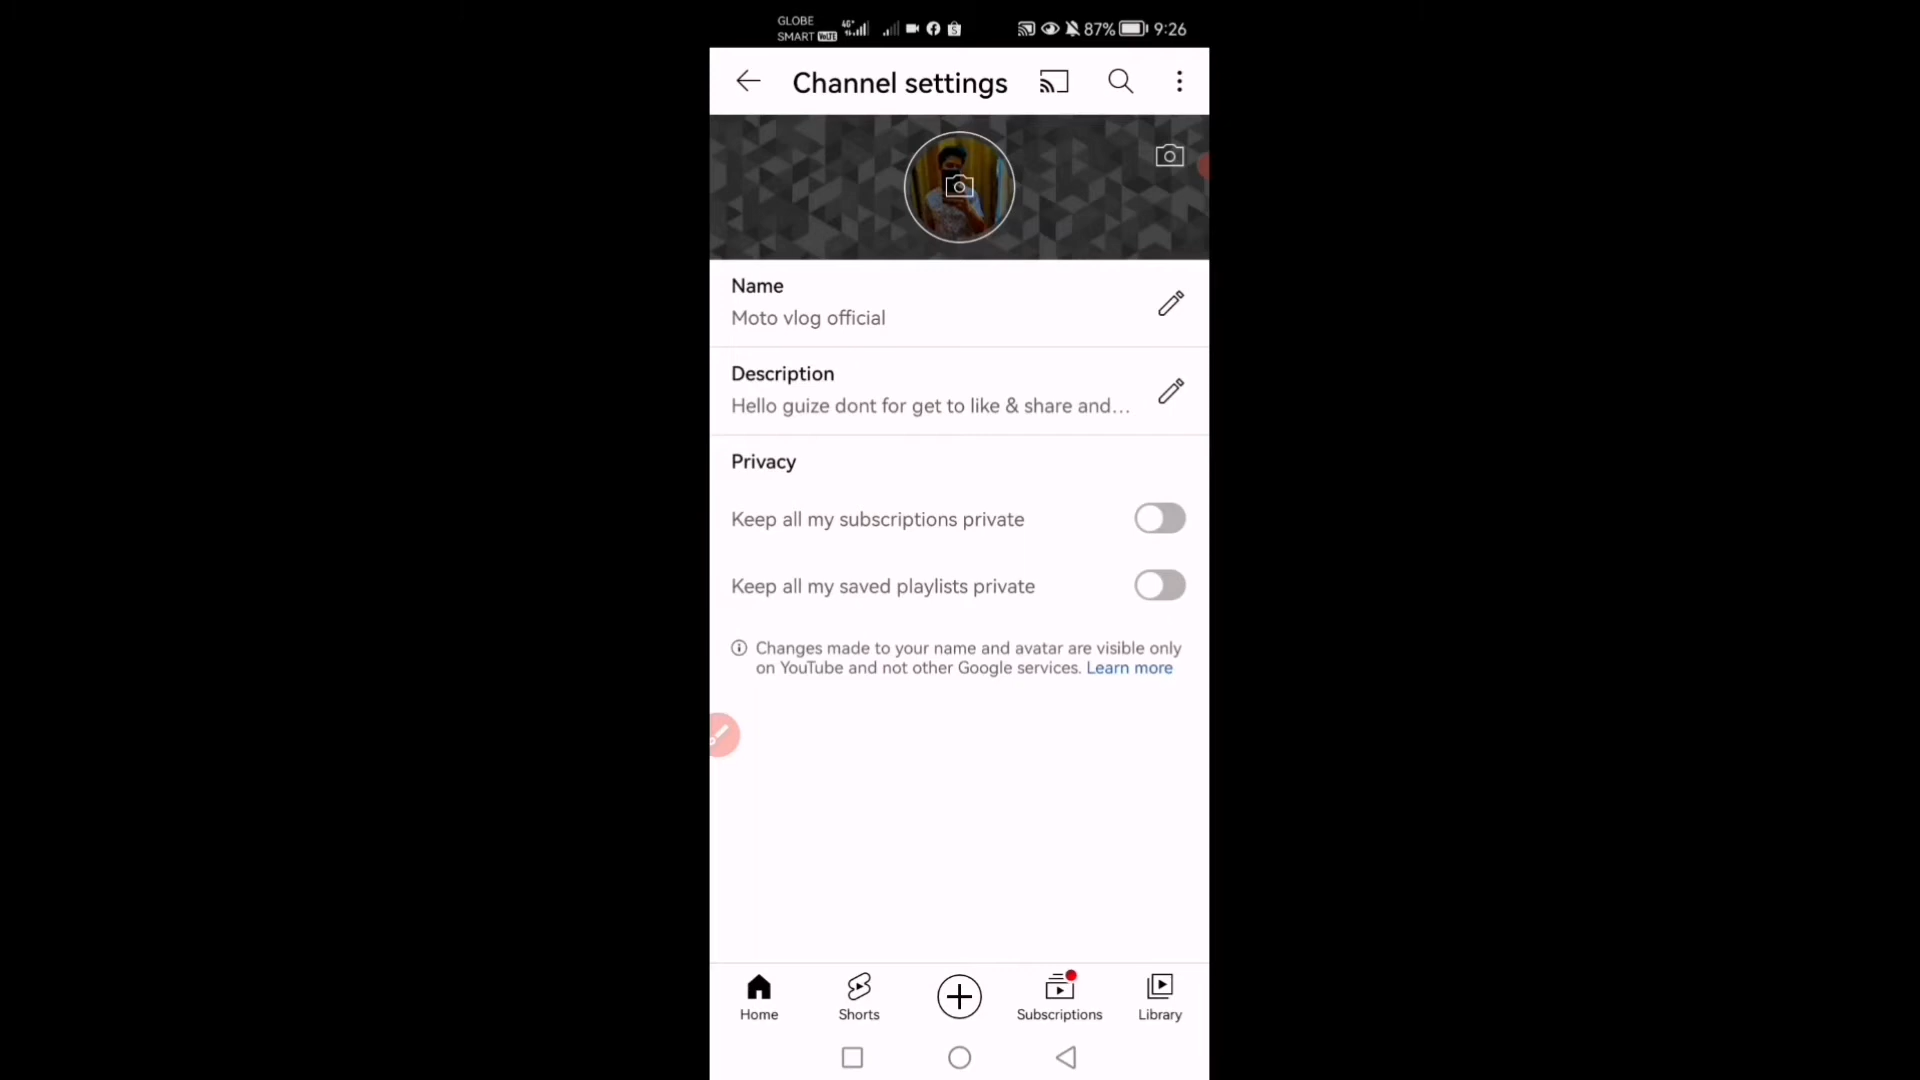 GLOBE
SMART VoLTE 4G+ 87% 9:26
Channel settings
Name
Moto vlog official
Description
Hello guize dont for get to like & share and...
Privacy
Keep all my subscriptions private
Keep all my saved playlists private
Changes made to your name and avatar are visible only
on YouTube and not other Google services. Learn more
Home Shorts Subscriptions Library